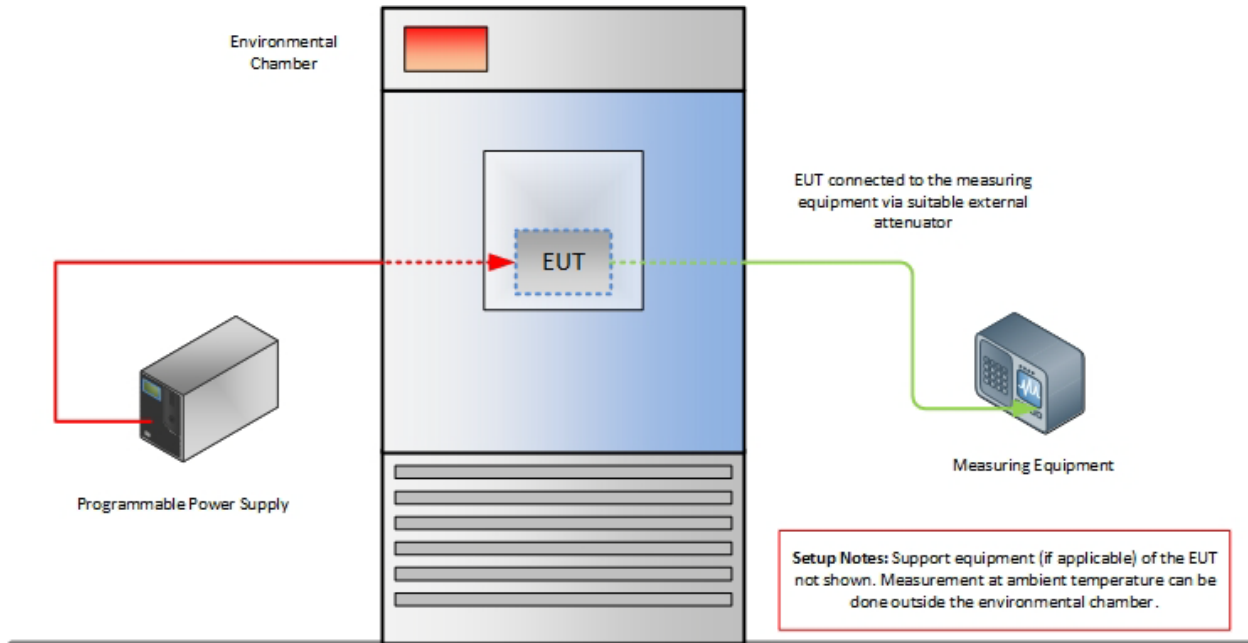 Environmental
Chamber
EUT connected to the measuring
equipment via suitable external
attenuator
EUT
Measuring Equipment
Programmable Power Supply
Setup Notes: Support equipment (if applicable) of the EUT
not shown. Measurement at ambient temperature can be
done outside the environmental chamber.